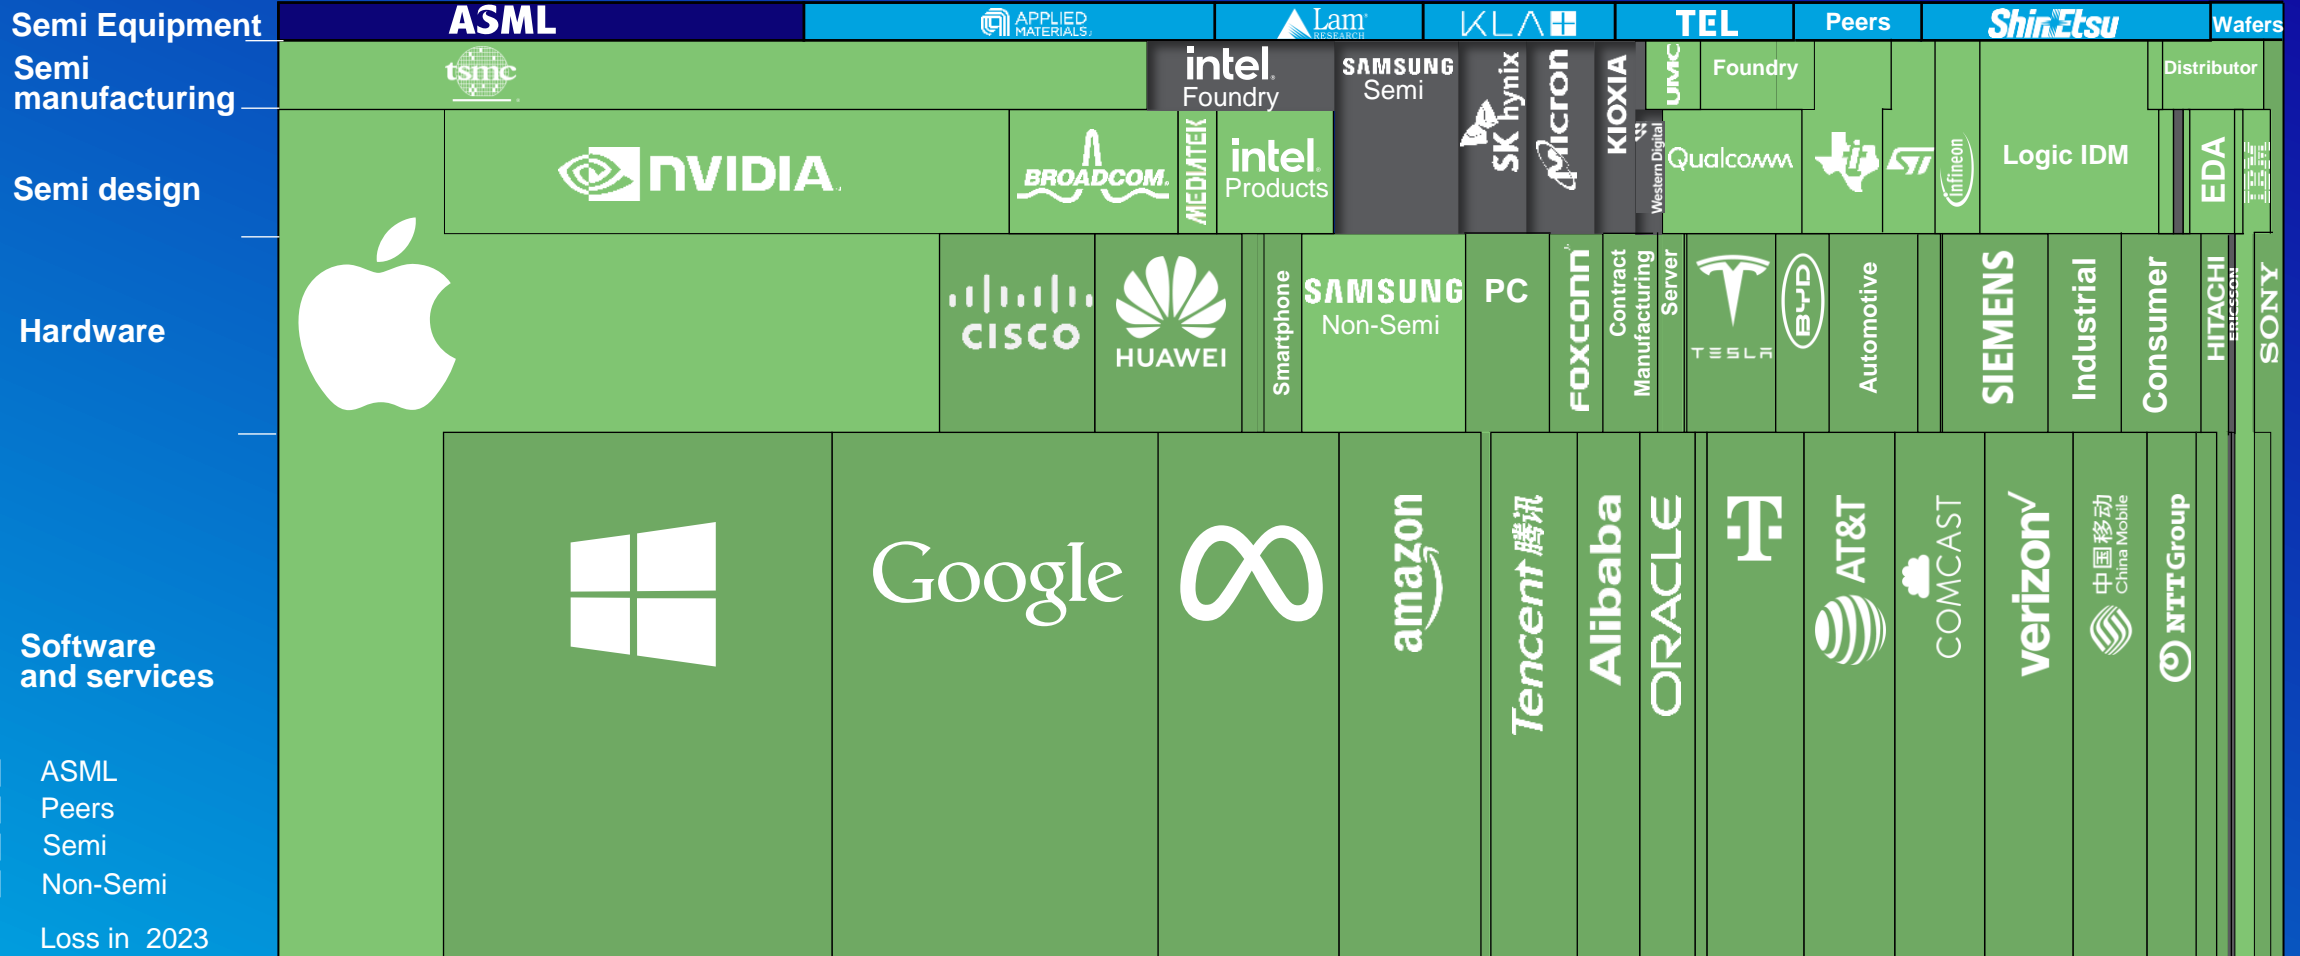 Semi Equipment
ASML
APPLIED
MATERIALS
Lam
RESEARCH
KLA
TEL
Peers
ShinEtsu
Wafers
Semi
manufacturing
tsmc
intel.
Foundry
SAMSUNG
Semi
SK hynix
Micron
KIOXIA
UMC
Foundry
Distributor
Semi design
NVIDIA.
BROADCOM.
MEDIATEK
intel.
Products
Western Digital
Qualcomm
ti
ST
infineon
Logic IDM
EDA
IBM
Hardware
CISCO
HUAWEI
Smartphone
SAMSUNG
Non-Semi
PC
FOXCONN
Contract
Manufacturing
Server
TESLA
BYD
Automotive
SIEMENS
Industrial
Consumer
HITACHI
ERICSSON
SONY
Software
and services
Google
amazon
Tencent 腾讯
Alibaba
ORACLE
T
AT&T
COMCAST
verizon✓
中国移动
China Mobile
NTT Group
ASML
Peers
Semi
Non-Semi
Loss in 2023